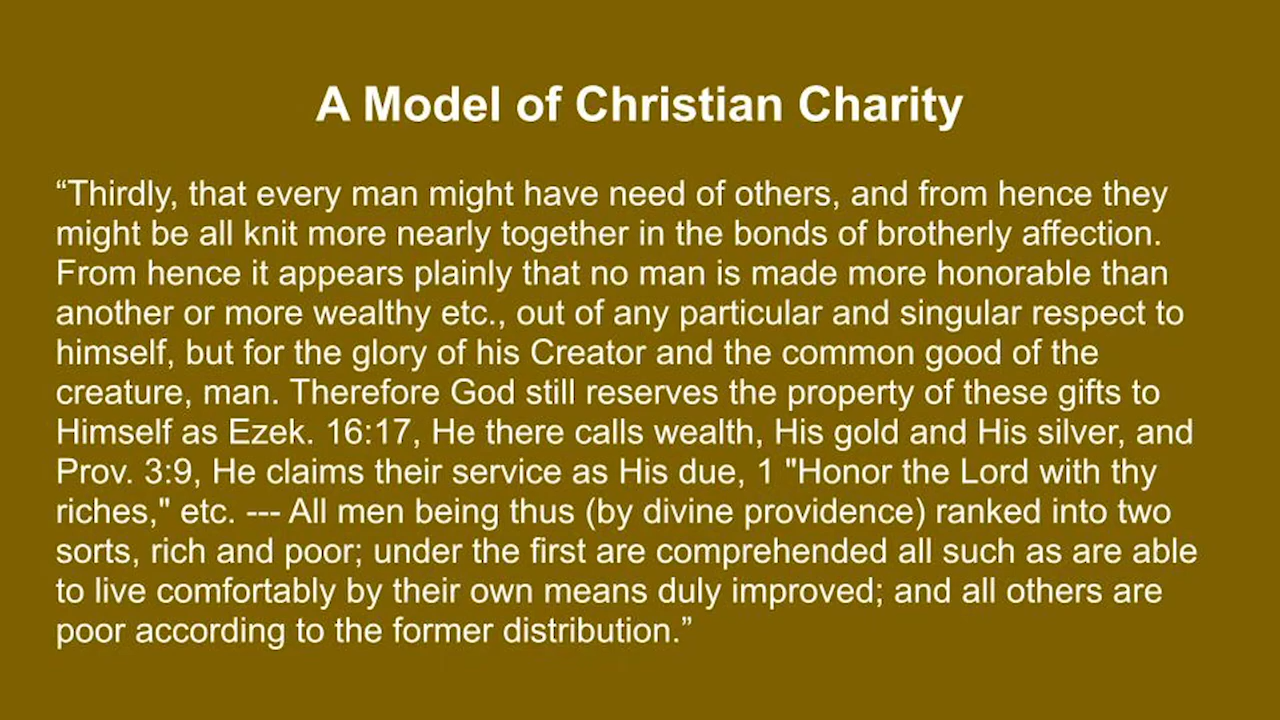 A Model of Christian Charity
“Thirdly, that every man might have need of others, and from hence they
might be all knit more nearly together in the bonds of brotherly affection.
From hence it appears plainly that no man is made more honorable than
another or more wealthy etc., out of any particular and singular respect to
himself, but for the glory of his Creator and the common good of the
creature, man. Therefore God still reserves the property of these gifts to
Himself as Ezek. 16:17, He there calls wealth, His gold and His silver, and
Prov. 3:9, He claims their service as His due, 1 "Honor the Lord with thy
riches," etc. --- All men being thus (by divine providence) ranked into two
sorts, rich and poor; under the first are comprehended all such as are able
to live comfortably by their own means duly improved; and all others are
poor according to the former distribution.”